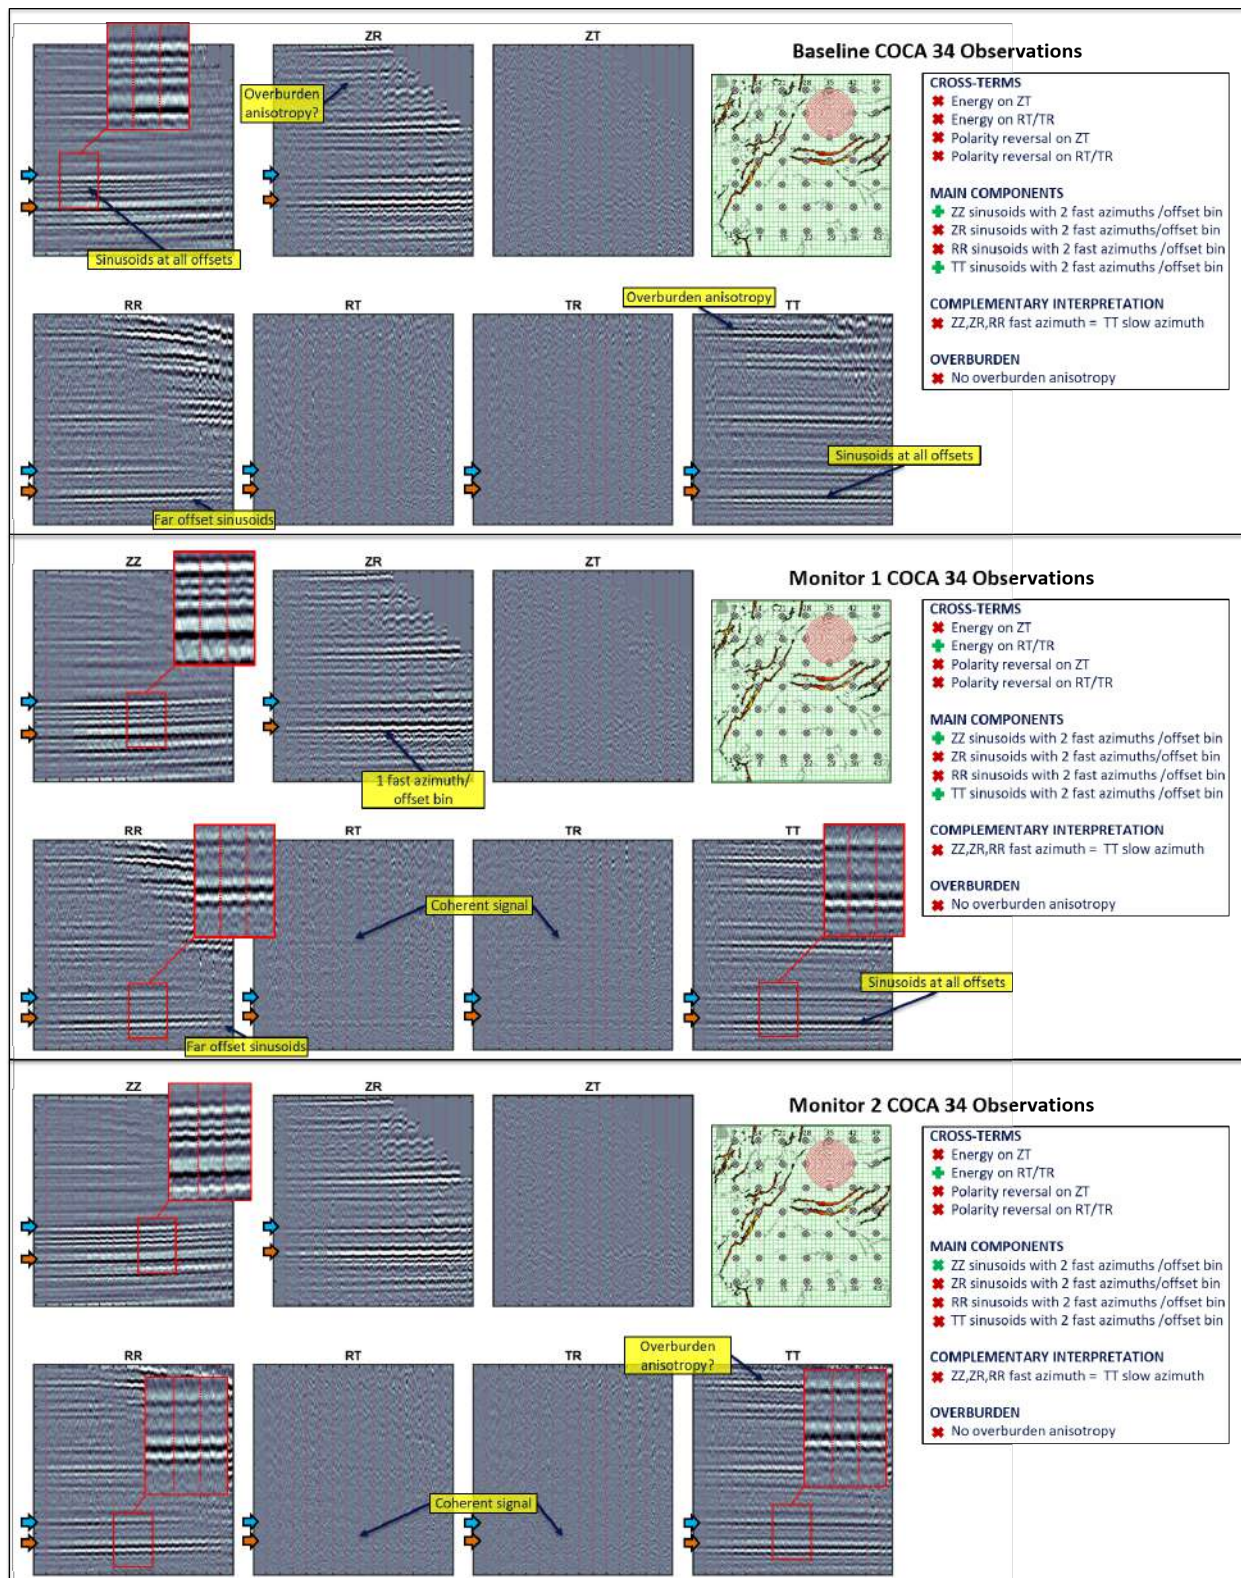 Baseline COCA 34 Observations
ZR
ZT
Overburden
anisotropy?
Sinusoids at all offsets
CROSS-TERMS
Energy on ZT
Energy on RT/TR
Polarity reversal on ZT
Polarity reversal on RT/TR
MAIN COMPONENTS
ZZ sinusoids with 2 fast azimuths /offset bin
ZR sinusoids with 2 fast azimuths/offset bin
RR sinusoids with 2 fast azimuths/offset bin
TT sinusoids with 2 fast azimuths /offset bin
COMPLEMENTARY INTERPRETATION
ZZ,ZR,RR fast azimuth = TT slow azimuth
OVERBURDEN
No overburden anisotropy
RR
RT
TR
TT
Overburden anisotropy
Sinusoids at all offsets
Far offset sinusoids
Monitor 1 COCA 34 Observations
ZZ
ZR
ZT
1 fast azimuth/
offset bin
CROSS-TERMS
Energy on ZT
Energy on RT/TR
Polarity reversal on ZT
Polarity reversal on RT/TR
MAIN COMPONENTS
ZZ sinusoids with 2 fast azimuths /offset bin
ZR sinusoids with 2 fast azimuths/offset bin
RR sinusoids with 2 fast azimuths/offset bin
TT sinusoids with 2 fast azimuths /offset bin
COMPLEMENTARY INTERPRETATION
ZZ,ZR,RR fast azimuth = TT slow azimuth
OVERBURDEN
No overburden anisotropy
RR
RT
TR
TT
Coherent signal
Sinusoids at all offsets
Far offset sinusoids
Monitor 2 COCA 34 Observations
ZZ
ZR
ZT
CROSS-TERMS
Energy on ZT
Energy on RT/TR
Polarity reversal on ZT
Polarity reversal on RT/TR
MAIN COMPONENTS
ZZ sinusoids with 2 fast azimuths /offset bin
ZR sinusoids with 2 fast azimuths/offset bin
RR sinusoids with 2 fast azimuths/offset bin
TT sinusoids with 2 fast azimuths /offset bin
COMPLEMENTARY INTERPRETATION
ZZ,ZR,RR fast azimuth = TT slow azimuth
OVERBURDEN
No overburden anisotropy
RR
RT
TR
TT
Overburden
anisotropy?
Coherent signal